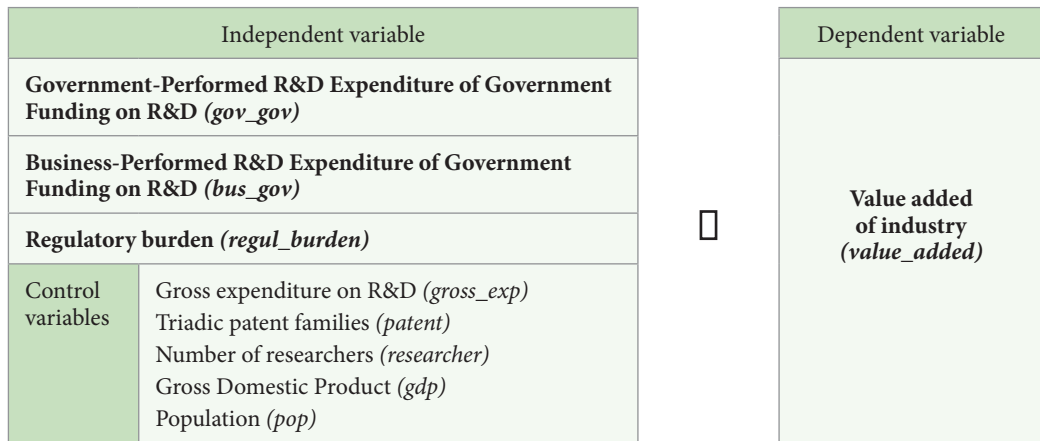 Independent variable
Government-Performed R&D Expenditure of Government
Funding on R&D (gov_gov)
Business-Performed R&D Expenditure of Government
Funding on R&D (bus_gov)
Regulatory burden (regul_burden)
Control
variables
Gross expenditure on R&D (gross_exp)
Triadic patent families (patent)
Number of researchers (researcher)
Gross Domestic Product (gdp)
Population (pop)
Dependent variable
Value added
of industry
(value_added)